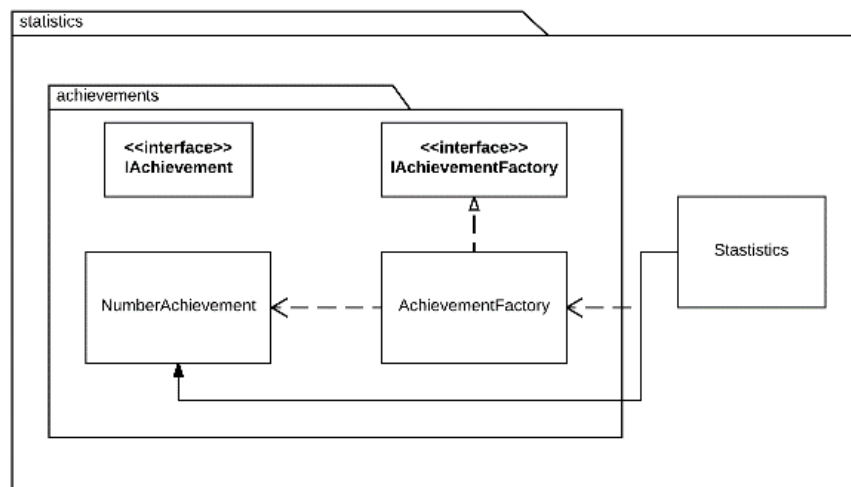 statistics
achievements
<<interface>>
IAchievement
<<interface>>
IAchievementFactory
Stastistics
NumberAchievement
AchievementFactory